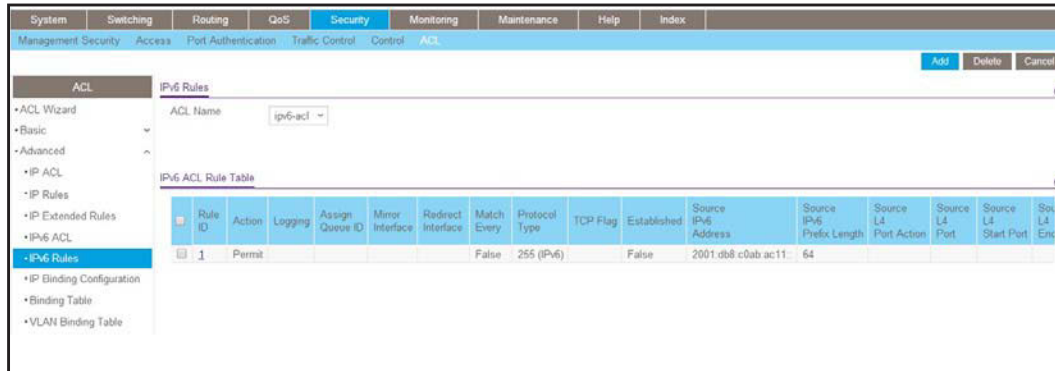 System Switching Routing QoS Security Monitoring Maintenance Help Index
Management Security Access Port Authentication Traffic Control Control ACL
Add Delete Cancel
ACL
IPv6 Rules
• ACL Wizard
ACL Name ipv6-acl
• Basic
• Advanced
• IP ACL
IPv6 ACL Rule Table
• IP Rules
• IP Extended Rules
• IPv6 ACL
• IPv6 Rules
• IP Binding Configuration
• Binding Table
• VLAN Binding Table
Rule ID Action Logging Assign Queue ID Mirror Interface Redirect Interface Match Every Protocol Type TCP Flag Established Source IPv6 Address Source IPv6 Prefix Length Source L4 Port Action Source L4 Port Source L4 Start Port
1 Permit False 255 (IPv6) False 2001:db8:c0ab:ac11:: 64